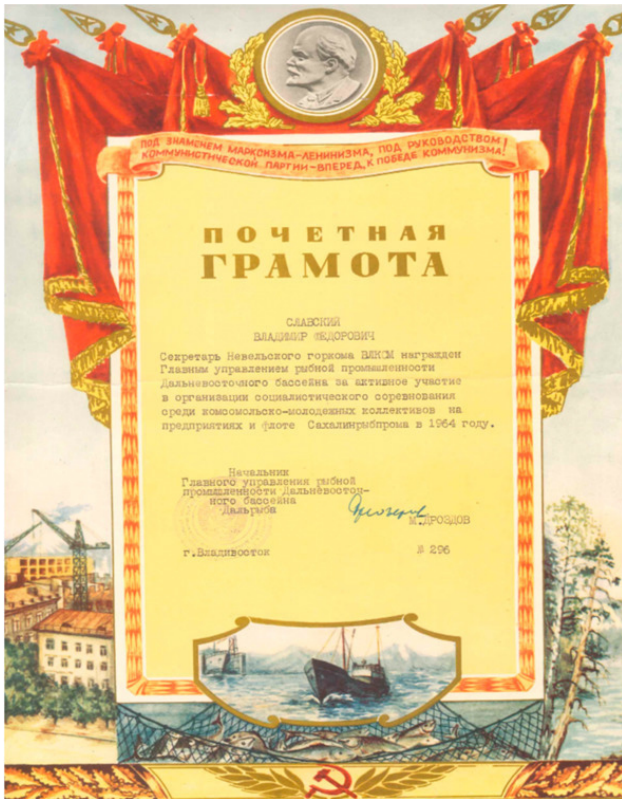 ПОД ЗНАМЕНЕМ МАРКСИЗМА-ЛЕНИНИЗМА, ПОД РУКОВОДСТВОМ
КОММУНИСТИЧЕСКОЙ ПАРТИИ-ВПЕРЕД, К ПОБЕДЕ КОММУНИЗМА!
ПОЧЕТНАЯ
ГРАМОТА
СЛАВСКИЙ
ВЛАДИМИР ФЕДОРОВИЧ
Секретарь Невельского горкома ВЛКСМ награжден
Главным управлением рыбной проммленности
Дальневосточного бассейна за активное участие
в организации социалистического соревнования
среди комсомольско-молодежных коллективов на
предприятиях и флоте Сахалинрыбпрома в 1964 году.
Начальник
Главного управления рыбной
промышленности Дальневосточ-
ного бассейна
Дальрыба
М.ДРОЗДОВ
г.Владивосток № 296